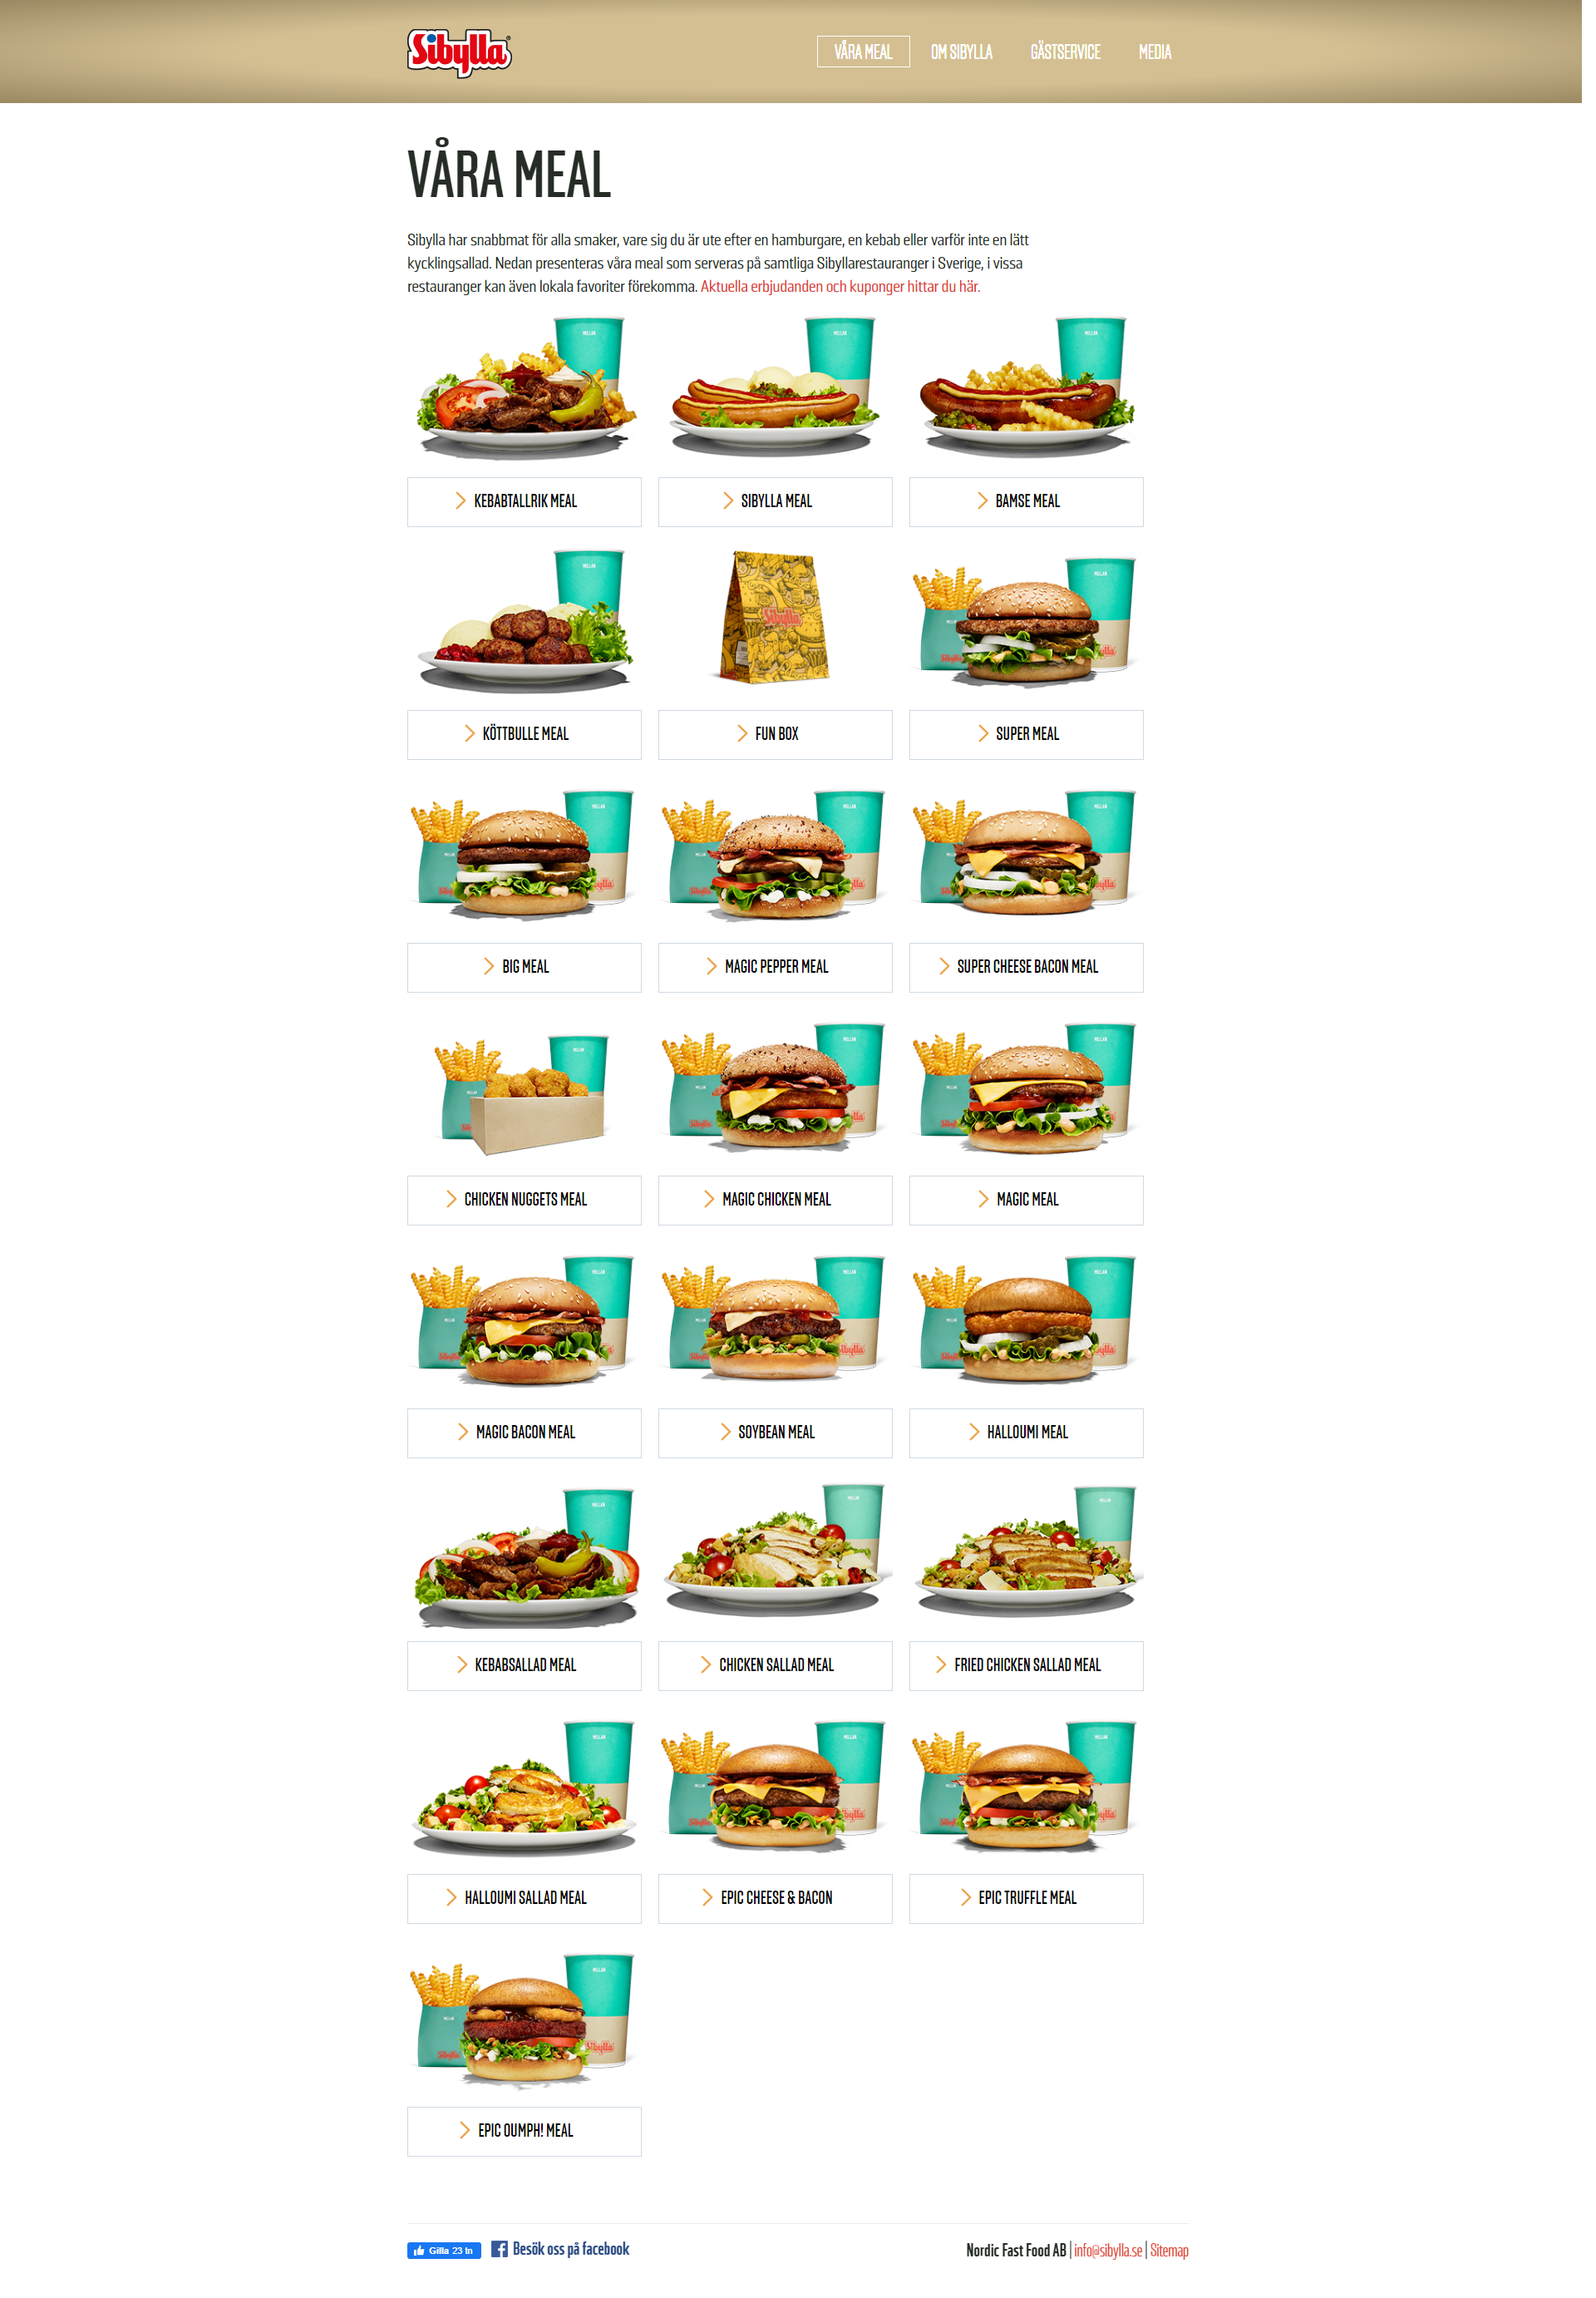 Sibylla
VÅRA MEAL
OM SIBYLLA
GÄSTSERVICE
MEDIA
VÅRA MEAL
Sibylla har snabbmat för alla smaker, vare sig du är ute efter en hamburgare, en kebab eller varför inte en lätt
kycklingsallad. Nedan presenteras våra meal som serveras på samtliga Sibyllarestauranger i Sverige, i vissa
restauranger kan även lokala favoriter förekomma. Aktuella erbjudanden och kuponger hittar du här.
KEBABTALLRIK MEAL
SIBYLLA MEAL
BAMSE MEAL
KÖTTBULLE MEAL
FUN BOX
SUPER MEAL
BIG MEAL
MAGIC PEPPER MEAL
SUPER CHEESE BACON MEAL
CHICKEN NUGGETS MEAL
MAGIC CHICKEN MEAL
MAGIC MEAL
MAGIC BACON MEAL
SOYBEAN MEAL
HALLOUMI MEAL
KEBABSALLAD MEAL
CHICKEN SALLAD MEAL
FRIED CHICKEN SALLAD MEAL
HALLOUMI SALLAD MEAL
EPIC CHEESE & BACON
EPIC TRUFFLE MEAL
EPIC OUMPH! MEAL
Gilla 23 tn
Besök oss på facebook
Nordic Fast Food AB | info@sibylla.se | Sitemap